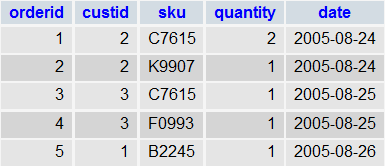 orderid custid sku quantity date
1 2 C7615 2 2005-08-24
2 2 K9907 1 2005-08-24
3 3 C7615 1 2005-08-25
4 3 F0993 1 2005-08-25
5 1 B2245 1 2005-08-26